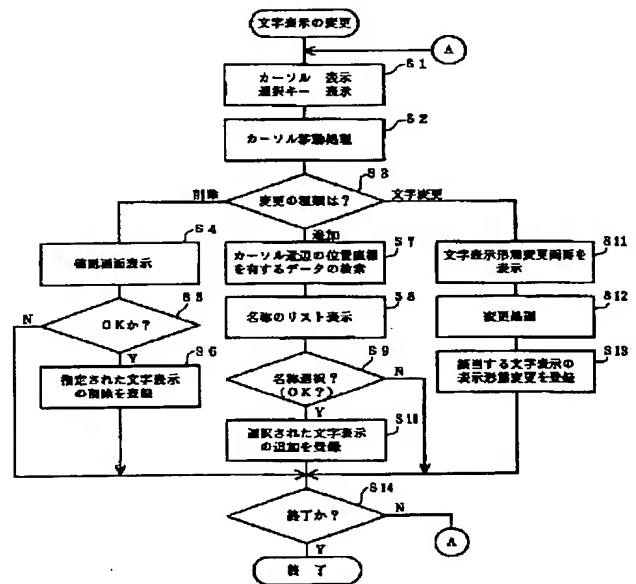 文字表示の変更
A
S1
カーソル 表示
選択キー 表示
S2
カーソル移動処理
S3
変更の種類は？
削除
追加
文字変更
S4
確認画面表示
S5
OKか？
N
Y
S6
指定された文字表示
の削除を登録
S7
カーソル近辺の位置座標
を有するデータの検索
S8
名称のリスト表示
S9
名称選択？
(OK？)
N
Y
S10
選択された文字表示
の追加を登録
S11
文字表示形態変更画面を
表示
S12
変更処理
S13
該当する文字表示の
表示形態変更を登録
S14
終了か？
N
A
Y
終了